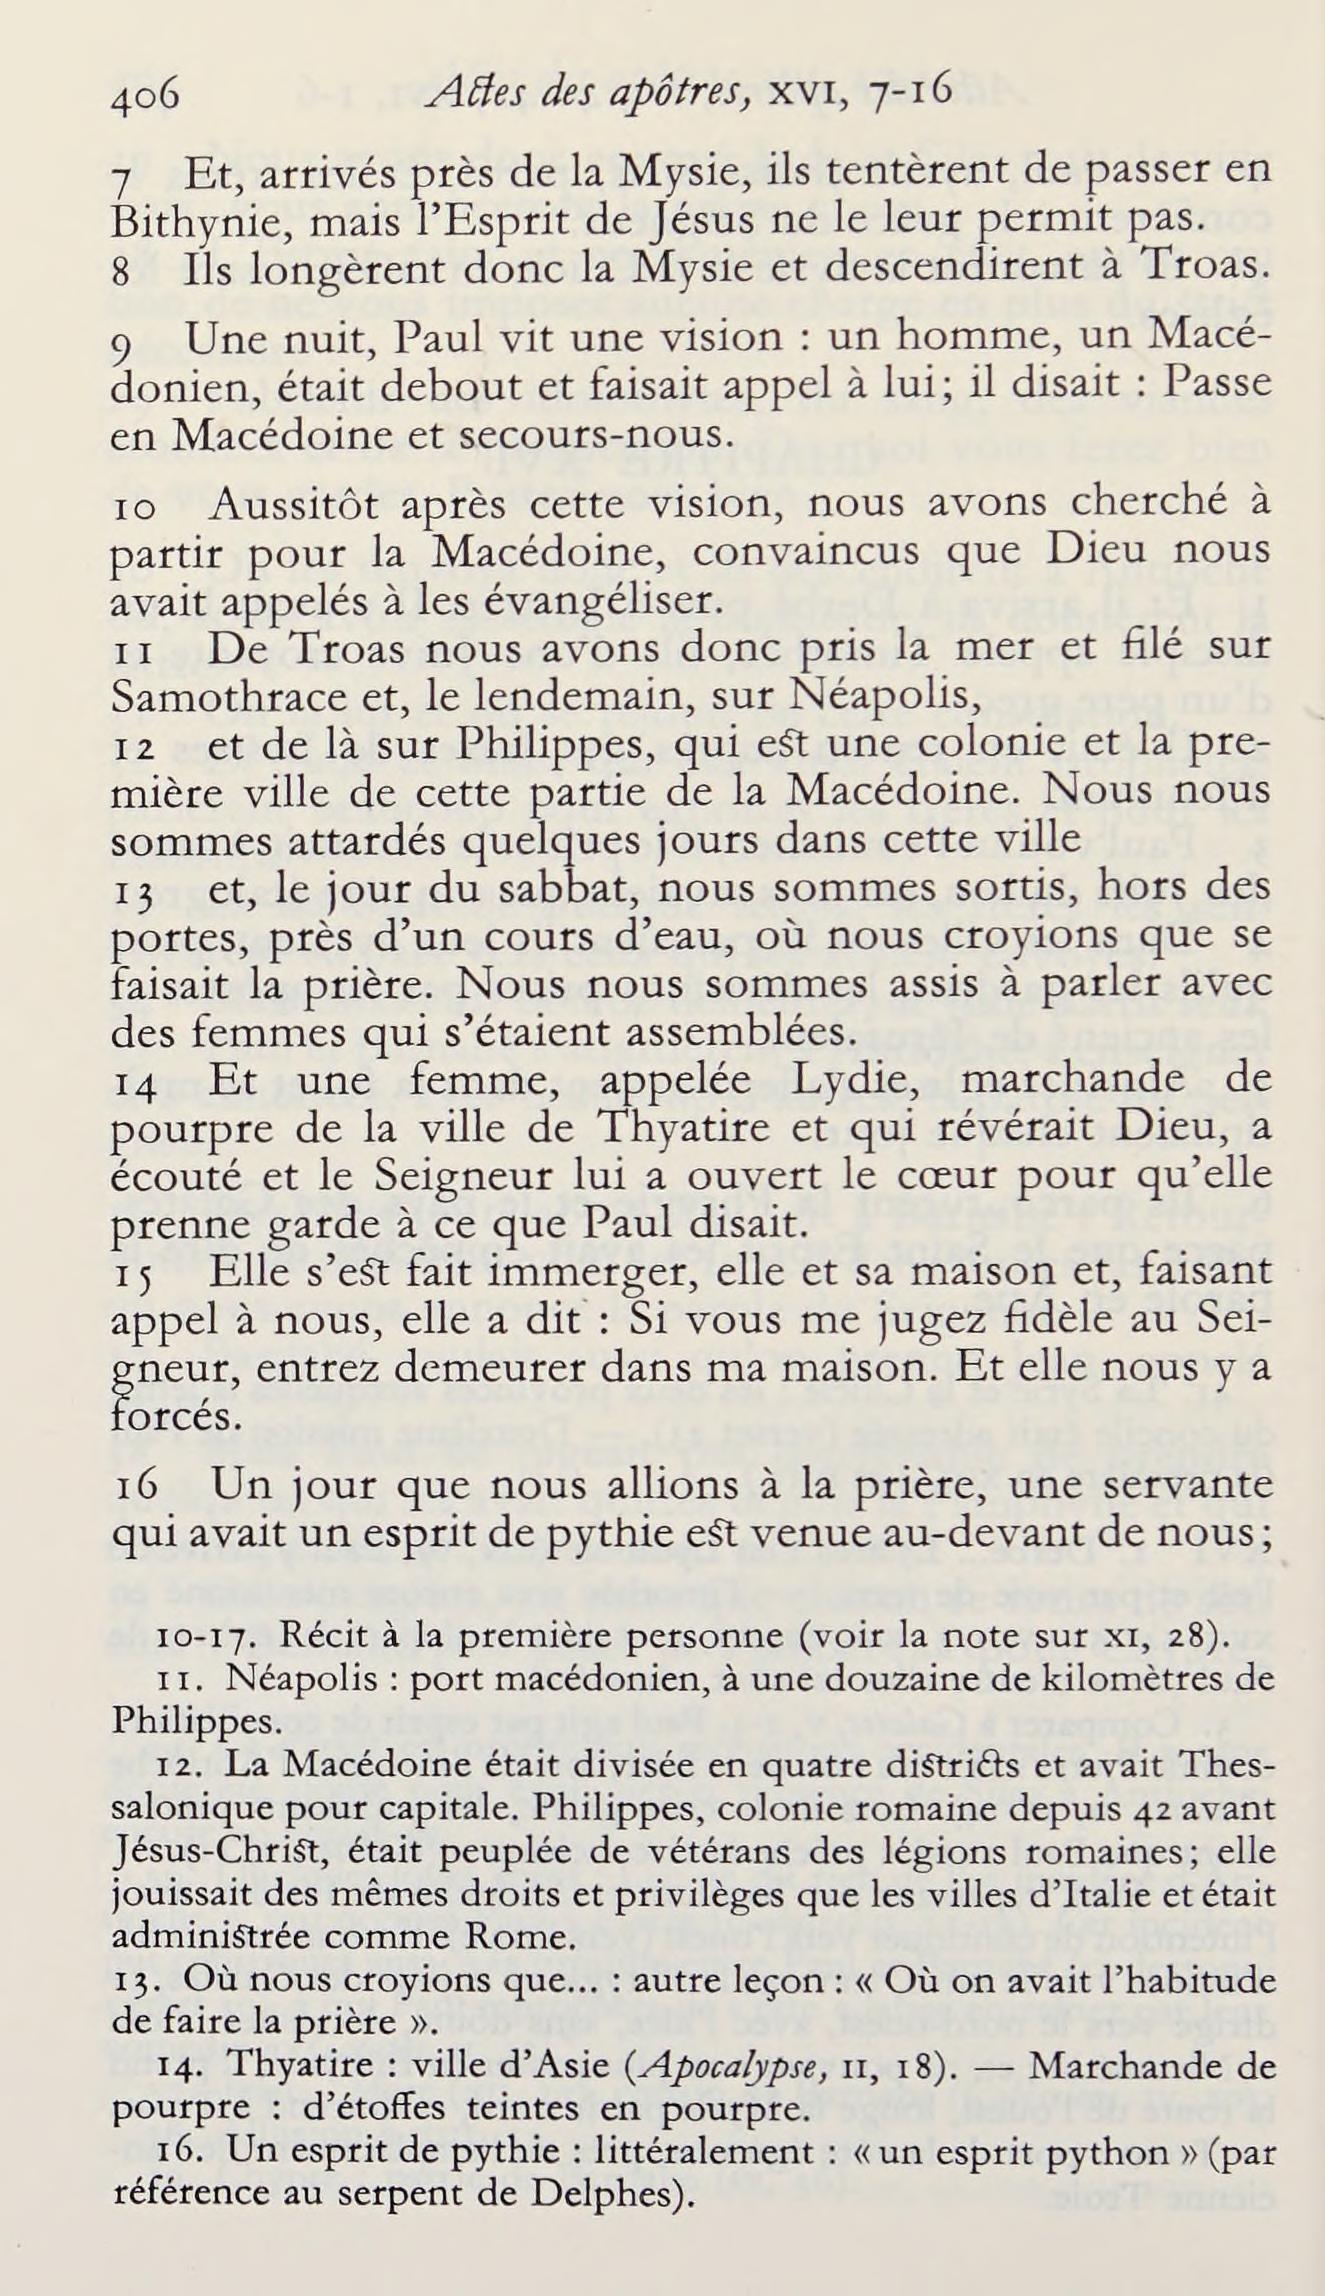 406 Actes des apôtres, XVI, 7-16
7 Et, arrivés près de la Mysie, ils tentèrent de passer en
Bithynie, mais l’Esprit de Jésus ne le leur permit pas.
8 Ils longèrent donc la Mysie et descendirent à Troas.
9 Une nuit, Paul vit une vision : un homme, un Macé-
donien, était debout et faisait appel à lui; il disait : Passe
en Macédoine et secours-nous.
10 Aussitôt après cette vision, nous avons cherché à
partir pour la Macédoine, convaincus que Dieu nous
avait appelés à les évangéliser.
11 De Troas nous avons donc pris la mer et filé sur
Samothrace et, le lendemain, sur Néapolis,
12 et de là sur Philippes, qui est une colonie et la pre-
mière ville de cette partie de la Macédoine. Nous nous
sommes attardés quelques jours dans cette ville
13 et, le jour du sabbat, nous sommes sortis, hors des
portes, près d’un cours d’eau, où nous croyions que se
faisait la prière. Nous nous sommes assis à parler avec
des femmes qui s’étaient assemblées.
14 Et une femme, appelée Lydie, marchande de
pourpre de la ville de Thyatire et qui révérait Dieu, a
écouté et le Seigneur lui a ouvert le cœur pour qu’elle
prenne garde à ce que Paul disait.
15 Elle s’est fait immerger, elle et sa maison et, faisant
appel à nous, elle a dit : Si vous me jugez fidèle au Sei-
gneur, entrez demeurer dans ma maison. Et elle nous y a
forcés.
16 Un jour que nous allions à la prière, une servante
qui avait un esprit de pythie est venue au-devant de nous;
10-17. Récit à la première personne (voir la note sur XI, 28).
11. Néapolis : port macédonien, à une douzaine de kilomètres de
Philippes.
12. La Macédoine était divisée en quatre districts et avait Thes-
salonique pour capitale. Philippes, colonie romaine depuis 42 avant
Jésus-Christ, était peuplée de vétérans des légions romaines; elle
jouissait des mêmes droits et privilèges que les villes d’Italie et était
administrée comme Rome.
13. Où nous croyions que... : autre leçon : « Où on avait l’habitude
de faire la prière ».
14. Thyatire : ville d’Asie (Apocalypse, II, 18). — Marchande de
pourpre : d’étoffes teintes en pourpre.
16. Un esprit de pythie : littéralement : « un esprit python » (par
référence au serpent de Delphes).